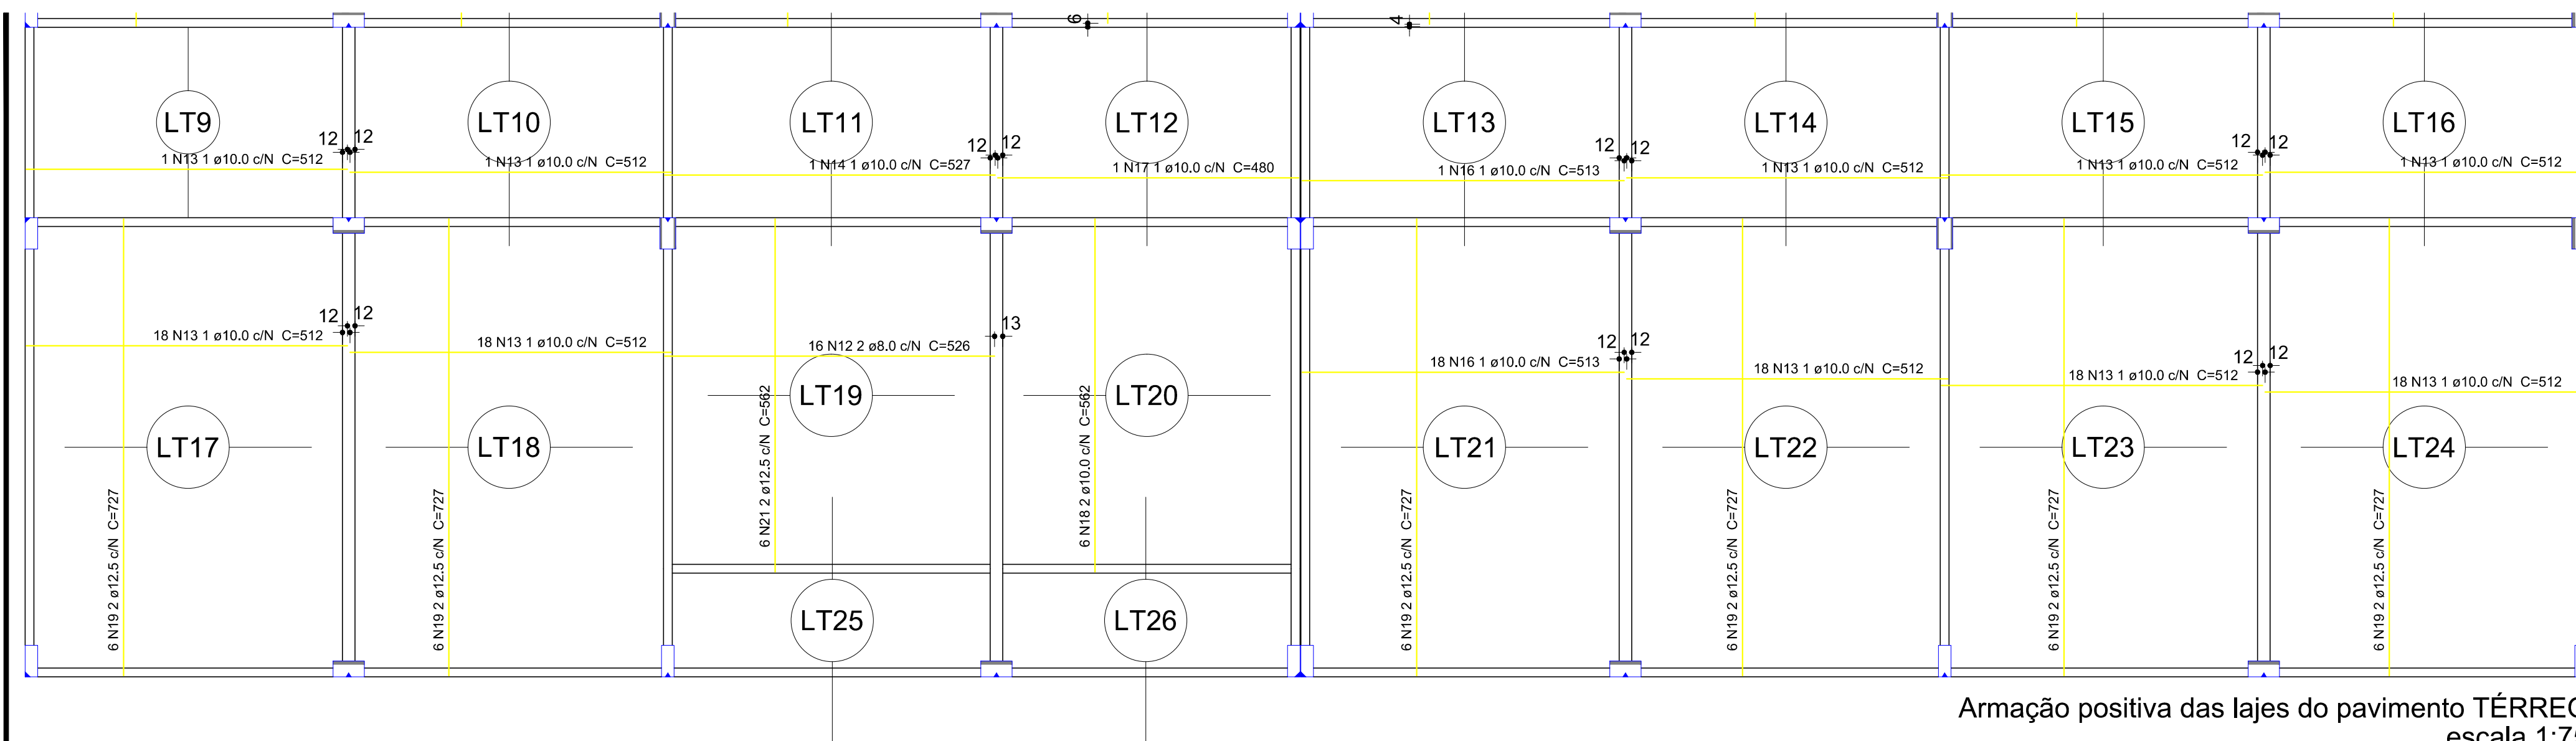 6
4
LT9
LT10
LT11
LT12
LT13
LT14
LT15
LT16
12 12
12 12
12 12
12 12
1 N13 1 ø10.0 c/N C=512
1 N13 1 ø10.0 c/N C=512
1 N14 1 ø10.0 c/N C=527
1 N17 1 ø10.0 c/N C=480
1 N16 1 ø10.0 c/N C=513
1 N13 1 ø10.0 c/N C=512
1 N13 1 ø10.0 c/N C=512
1 N13 1 ø10.0 c/N C=512
12 12
13
12 12
12 12
18 N13 1 ø10.0 c/N C=512
18 N13 1 ø10.0 c/N C=512
16 N12 2 ø8.0 c/N C=526
18 N16 1 ø10.0 c/N C=513
18 N13 1 ø10.0 c/N C=512
18 N13 1 ø10.0 c/N C=512
18 N13 1 ø10.0 c/N C=512
LT17
LT18
LT19
LT20
LT21
LT22
LT23
LT24
6 N19 2 ø12.5 c/N C=727
6 N19 2 ø12.5 c/N C=727
6 N21 2 ø12.5 c/N C=562
6 N18 2 ø10.0 c/N C=562
6 N19 2 ø12.5 c/N C=727
6 N19 2 ø12.5 c/N C=727
6 N19 2 ø12.5 c/N C=727
6 N19 2 ø12.5 c/N C=727
LT25
LT26
Armação positiva das lajes do pavimento
escala